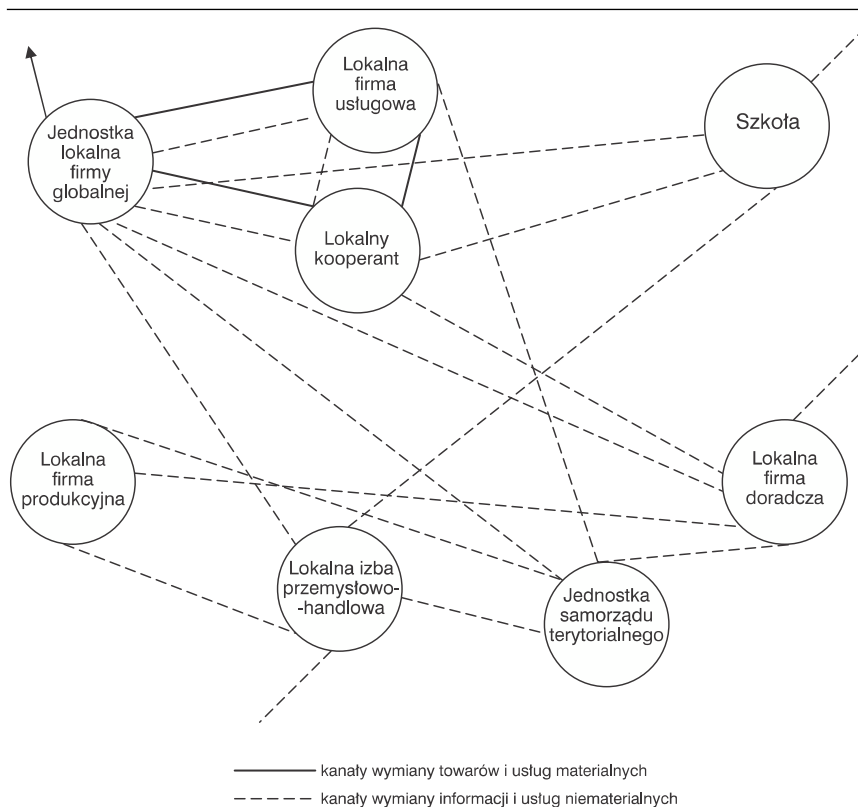 Lokalna
firma
usługowa
Szkoła
Jednostka
lokalna
firmy
globalnej
Lokalny
kooperant
Lokalna
firma
produkcyjna
Lokalna
firma
doradcza
Lokalna izba
przemysłowo-
-handlowa
Jednostka
samorządu
terytorialnego
kanały wymiany towarów i usług materialnych
kanały wymiany informacji i usług niematerialnych